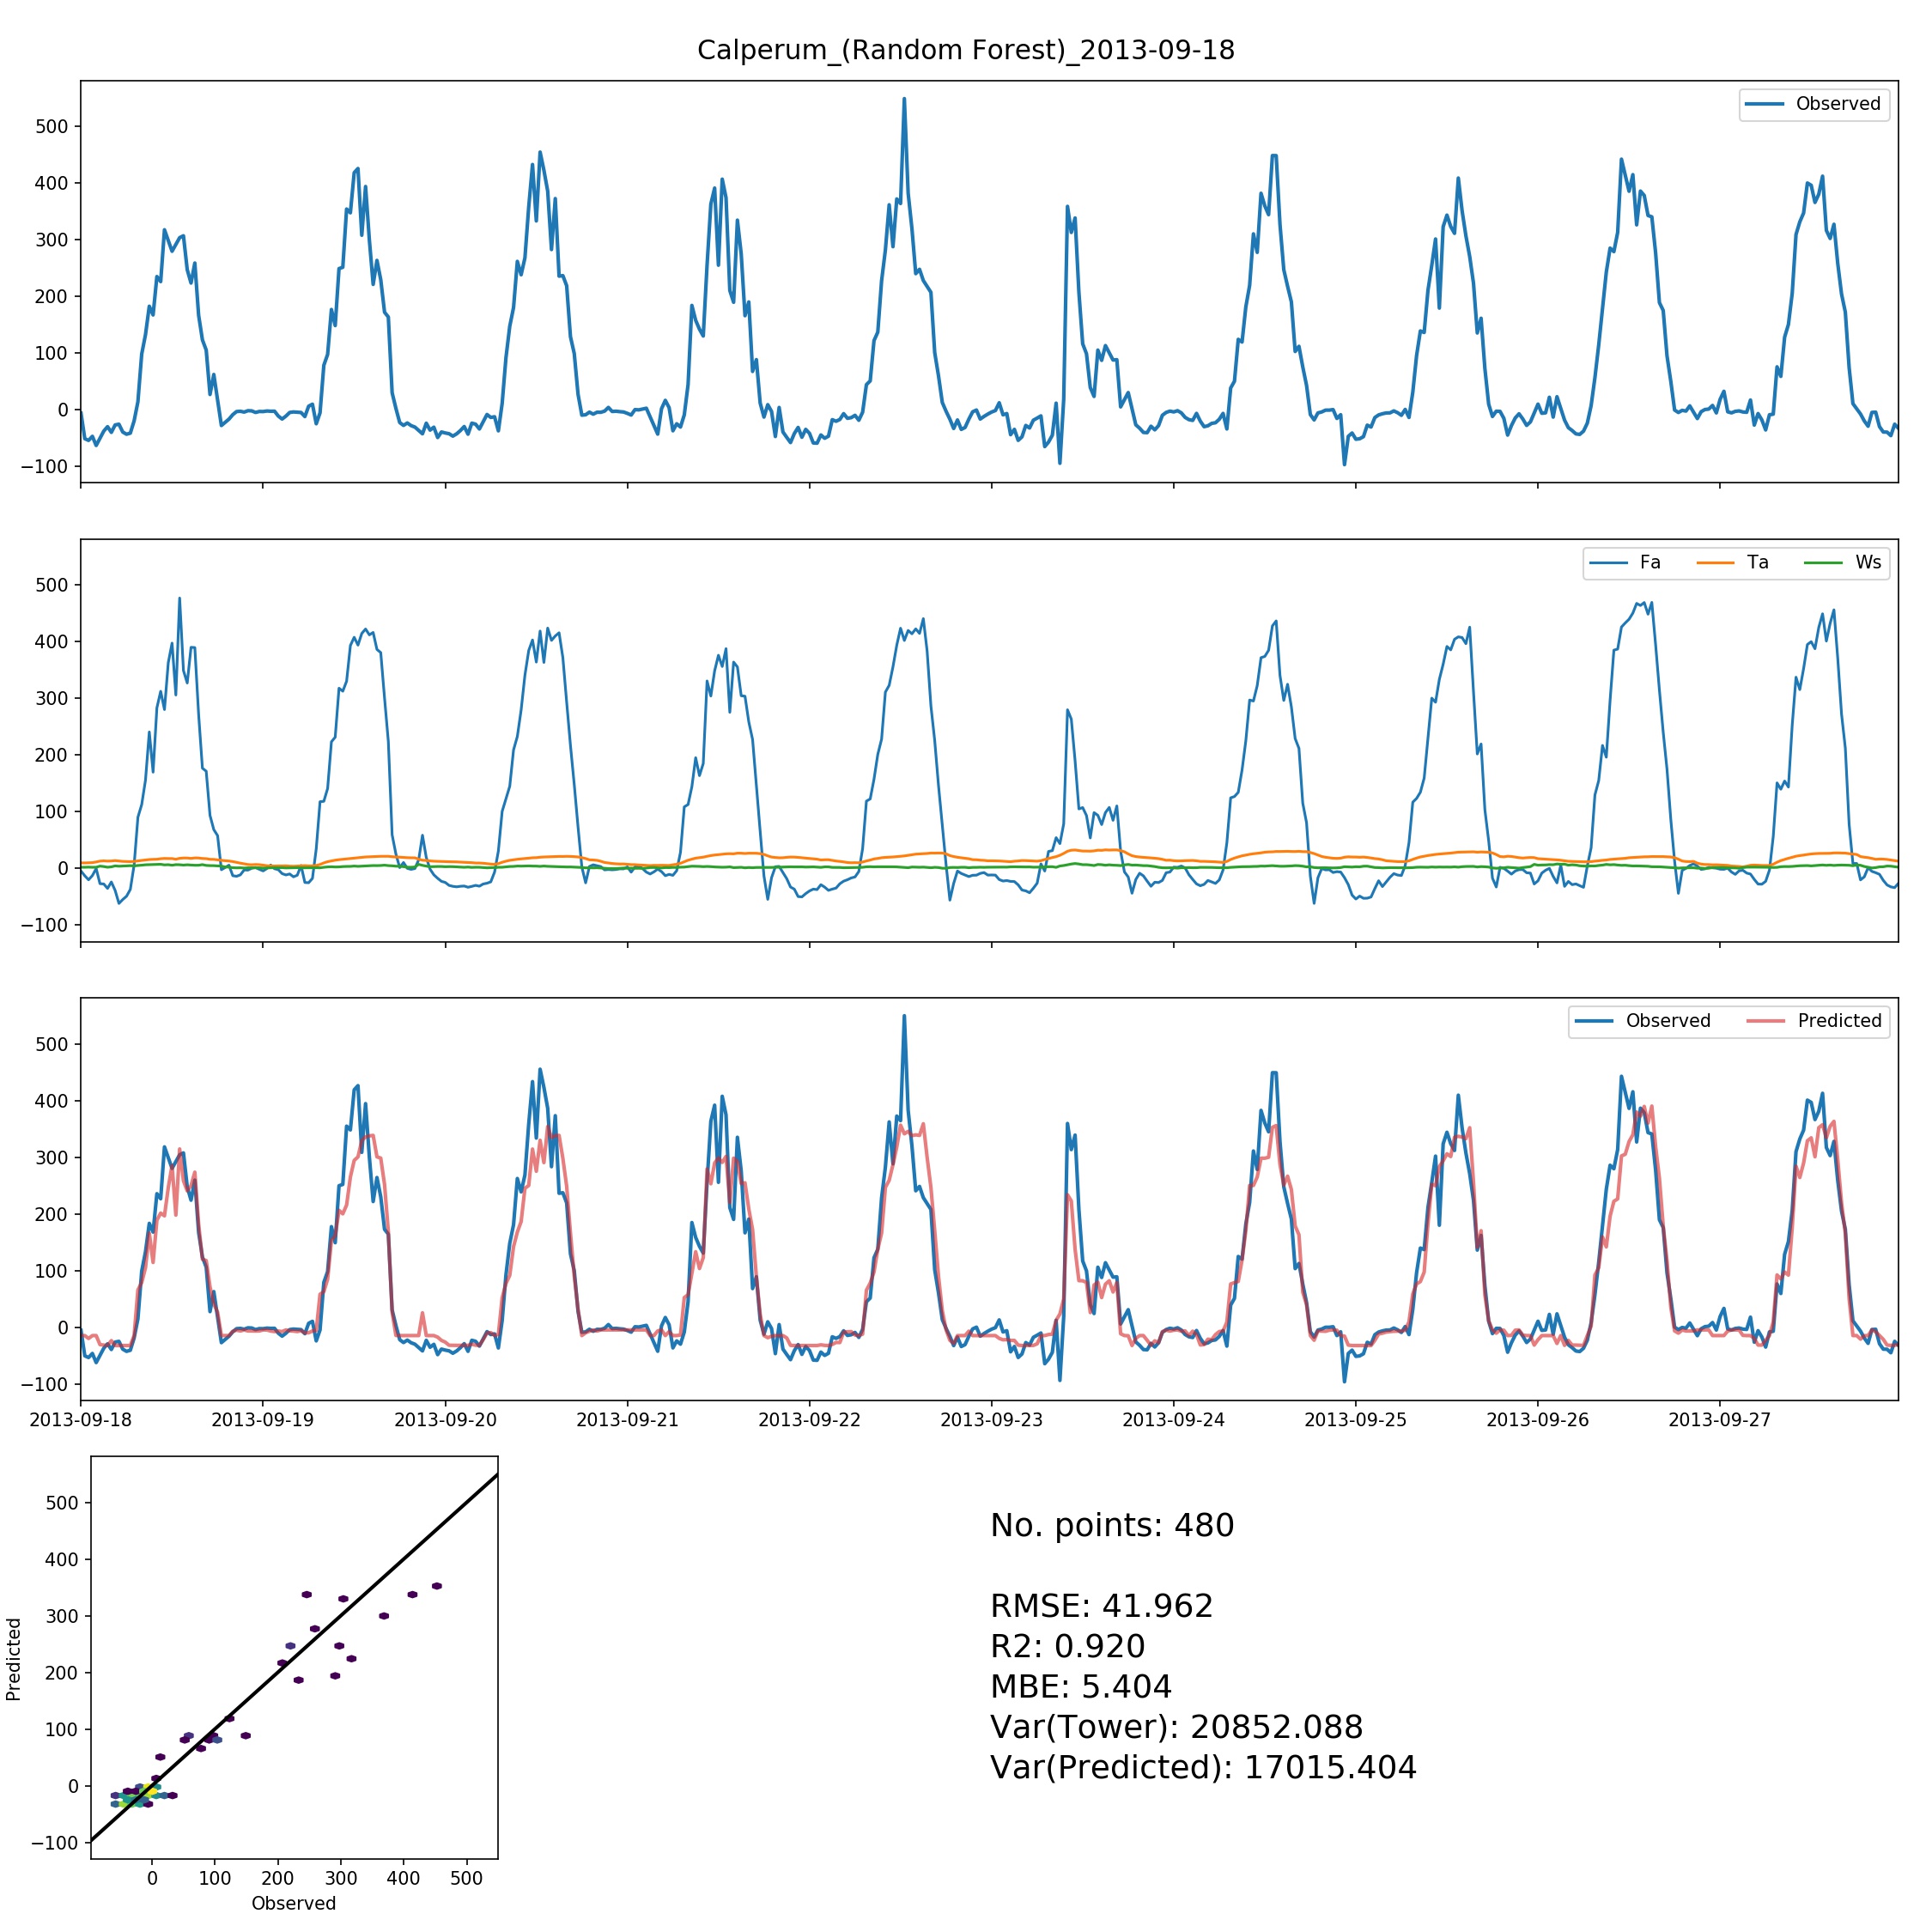 Calperum_(Random Forest)_2013-09-18
Observed
500
400
300
200
100
0
−100
Fa Ta Ws
500
400
300
200
100
0
−100
Observed Predicted
500
400
300
200
100
0
−100
2013-09-18 2013-09-19 2013-09-20 2013-09-21 2013-09-22 2013-09-23 2013-09-24 2013-09-25 2013-09-26 2013-09-27
Predicted
500
400
300
200
100
0
−100
0 100 200 300 400 500
Observed
No. points: 480
RMSE: 41.962
R2: 0.920
MBE: 5.404
Var(Tower): 20852.088
Var(Predicted): 17015.404